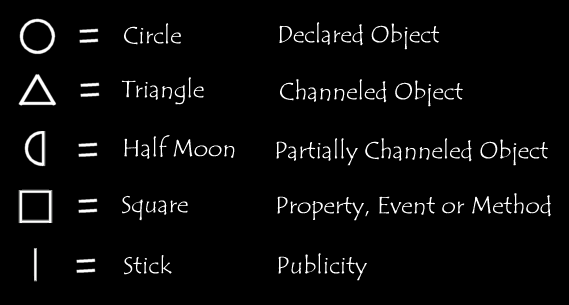 = Circle Declared Object
= Triangle Channeled Object
= Half Moon Partially Channeled Object
= Square Property, Event or Method
= Stick Publicity